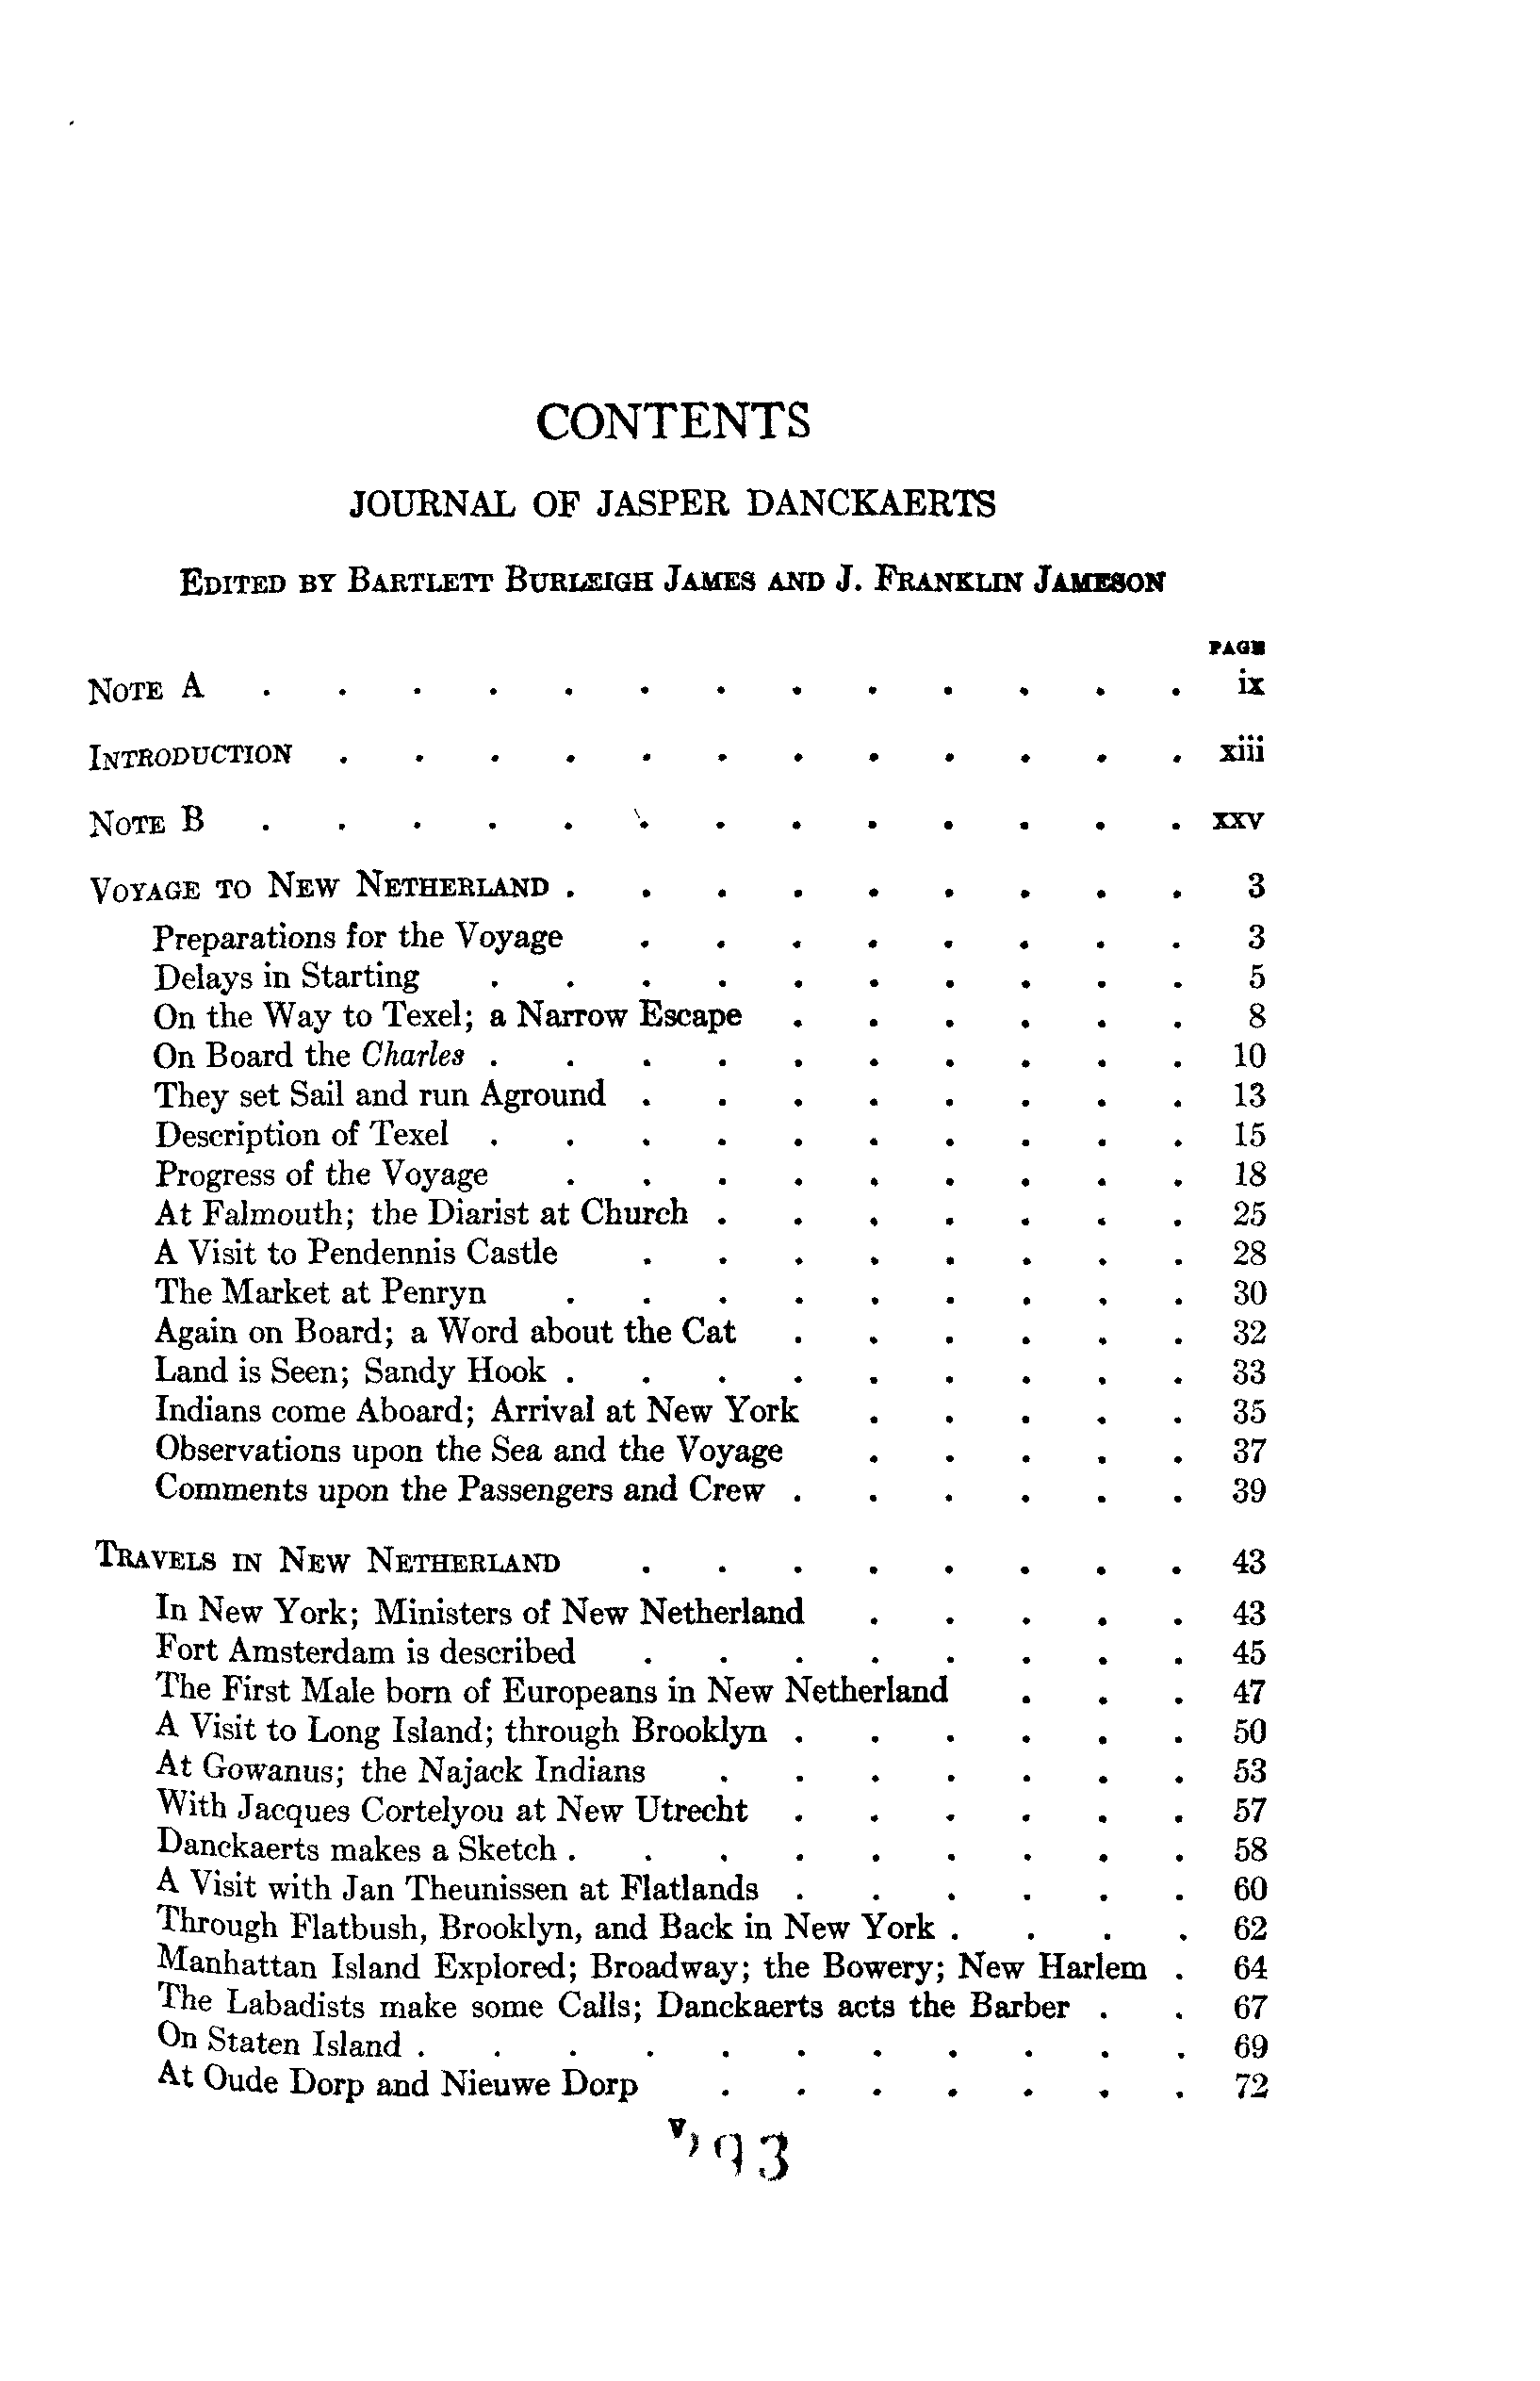 CONTENTS
JOURNAL OF JASPER DANCKAERTS
EDITED BY BARTLETT BURLEIGH JAMES AND J. FRANKLIN JAMESON
PAGE
NOTE A . . . . . . . . . . . . . ix
INTRODUCTION . . . . . . . . . . . . xiii
NOTE B . . . . . . . . . . . . . xxv
VOYAGE TO NEW NETHERLAND . . . . . . . . . 3
Preparations for the Voyage . . . . . . . . 3
Delays in Starting . . . . . . . . . . 5
On the Way to Texel; a Narrow Escape . . . . . . 8
On Board the Charles . . . . . . . . . . 10
They set Sail and run Aground . . . . . . . . 13
Description of Texel . . . . . . . . . . 15
Progress of the Voyage . . . . . . . . . 18
At Falmouth; the Diarist at Church . . . . . . . 25
A Visit to Pendennis Castle . . . . . . . . 28
The Market at Penryn . . . . . . . . . 30
Again on Board; a Word about the Cat . . . . . . 32
Land is Seen; Sandy Hook . . . . . . . . . 33
Indians come Aboard; Arrival at New York . . . . . 35
Observations upon the Sea and the Voyage . . . . . 37
Comments upon the Passengers and Crew . . . . . . 39
TRAVELS IN NEW NETHERLAND . . . . . . . . 43
In New York; Ministers of New Netherland . . . . . 43
Fort Amsterdam is described . . . . . . . . 45
The First Male born of Europeans in New Netherland . . . 47
A Visit to Long Island; through Brooklyn . . . . . . 50
At Gowanus; the Najack Indians . . . . . . . 53
With Jacques Cortelyou at New Utrecht . . . . . . 57
Danckaerts makes a Sketch . . . . . . . . . 58
A Visit with Jan Theunissen at Flatlands . . . . . . 60
Through Flatbush, Brooklyn, and Back in New York . . . . 62
Manhattan Island Explored; Broadway; the Bowery; New Harlem . 64
The Labadists make some Calls; Danckaerts acts the Barber . . 67
On Staten Island . . . . . . . . . . . 69
At Oude Dorp and Nieuwe Dorp . . . . . . . 72
v